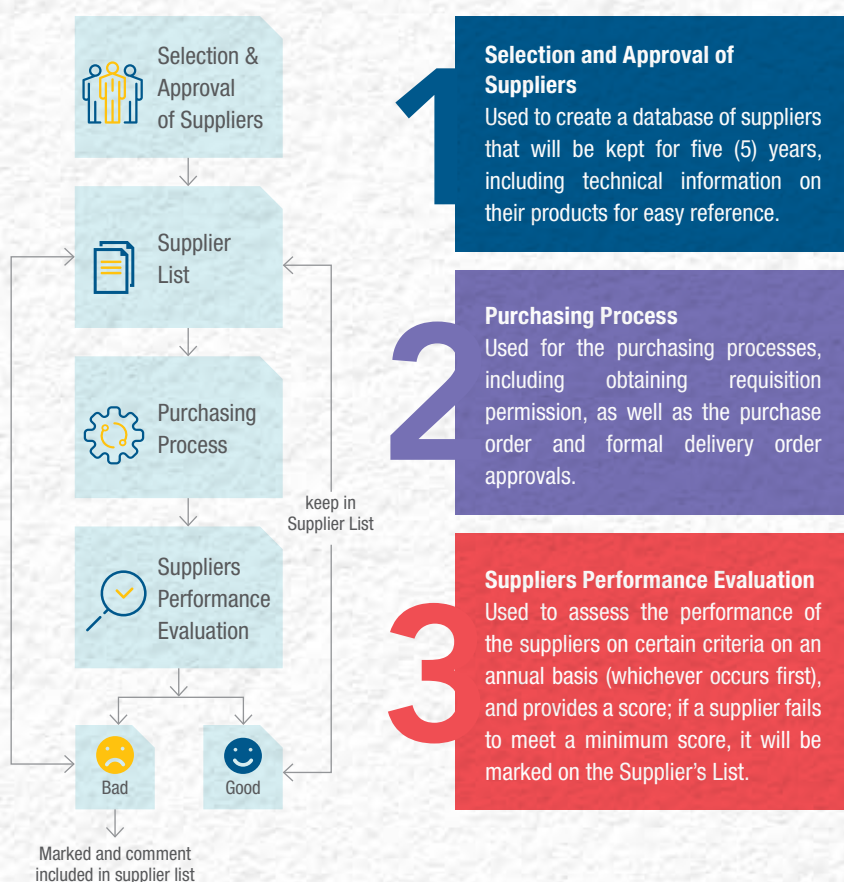 Selection &
Approval
of Suppliers
Supplier
List
Purchasing
Process
keep in
Supplier List
Suppliers
Performance
Evaluation
Bad
Good
Marked and comment
included in supplier list
1
Selection and Approval of
Suppliers
Used to create a database of suppliers
that will be kept for five (5) years,
including technical information on
their products for easy reference.
2
Purchasing Process
Used for the purchasing processes,
including obtaining requisition
permission, as well as the purchase
order and formal delivery order
approvals.
3
Suppliers Performance Evaluation
Used to assess the performance of
the suppliers on certain criteria on an
annual basis (whichever occurs first),
and provides a score; if a supplier fails
to meet a minimum score, it will be
marked on the Supplier’s List.